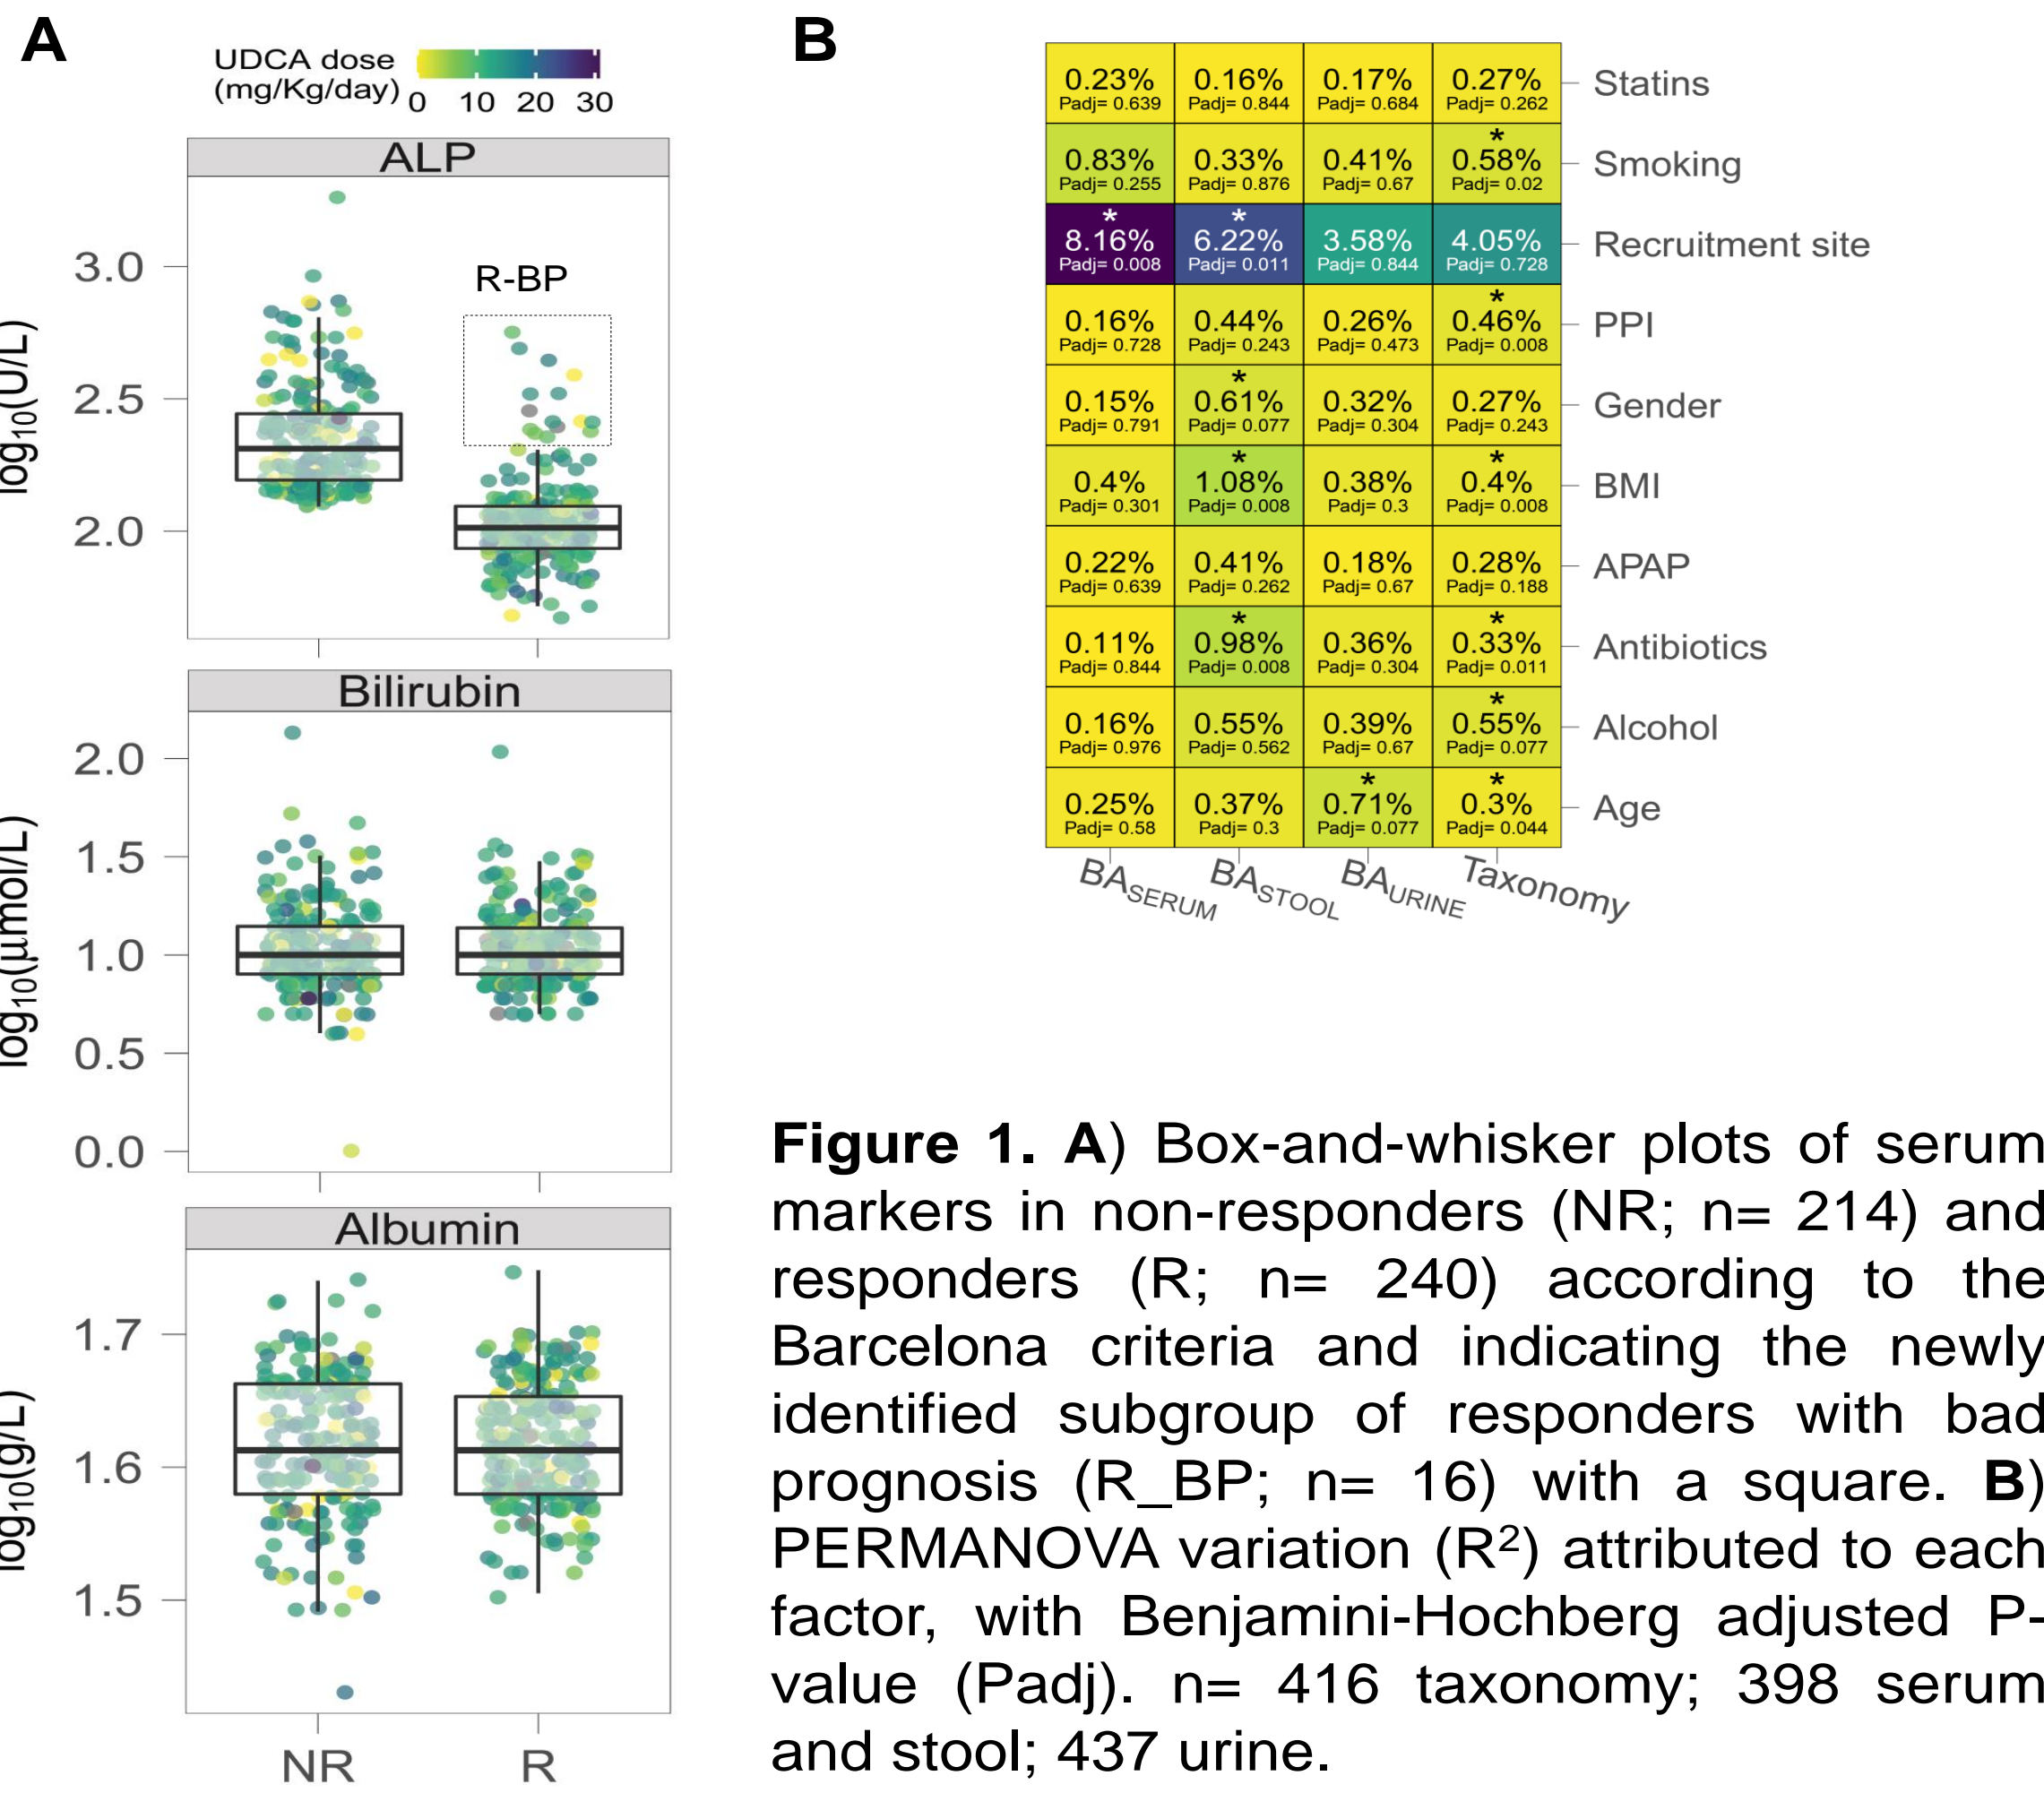 A
UDCA dose
(mg/Kg/day)
0 10 20 30
ALP
R-BP
log10(U/L)
3.0
2.5
2.0
Bilirubin
log10(µmol/L)
2.0
1.5
1.0
0.5
0.0
Albumin
log10(g/L)
1.7
1.6
1.5
NR R
B
0.23% 0.16% 0.17% 0.27% Statins
Padj= 0.639 Padj= 0.844 Padj= 0.684 Padj= 0.262
*
0.83% 0.33% 0.41% 0.58% Smoking
Padj= 0.255 Padj= 0.876 Padj= 0.67 Padj= 0.02
* *
8.16% 6.22% 3.58% 4.05% Recruitment site
Padj= 0.008 Padj= 0.011 Padj= 0.844 Padj= 0.728
*
0.16% 0.44% 0.26% 0.46% PPI
Padj= 0.728 Padj= 0.243 Padj= 0.473 Padj= 0.008
*
0.15% 0.61% 0.32% 0.27% Gender
Padj= 0.791 Padj= 0.077 Padj= 0.304 Padj= 0.243
* *
0.4% 1.08% 0.38% 0.4% BMI
Padj= 0.301 Padj= 0.008 Padj= 0.3 Padj= 0.008
0.22% 0.41% 0.18% 0.28% APAP
Padj= 0.639 Padj= 0.262 Padj= 0.67 Padj= 0.188
* *
0.11% 0.98% 0.36% 0.33% Antibiotics
Padj= 0.844 Padj= 0.008 Padj= 0.304 Padj= 0.011
*
0.16% 0.55% 0.39% 0.55% Alcohol
Padj= 0.976 Padj= 0.562 Padj= 0.67 Padj= 0.077
* *
0.25% 0.37% 0.71% 0.3% Age
Padj= 0.58 Padj= 0.3 Padj= 0.077 Padj= 0.044
BASERUM BASTOOL BAURINE Taxonomy
Figure 1. A) Box-and-whisker plots of serum
markers in non-responders (NR; n= 214) and
responders (R; n= 240) according to the
Barcelona criteria and indicating the newly
identified subgroup of responders with bad
prognosis (R_BP; n= 16) with a square. B)
PERMANOVA variation (R²) attributed to each
factor, with Benjamini-Hochberg adjusted P-
value (Padj). n= 416 taxonomy; 398 serum
and stool; 437 urine.